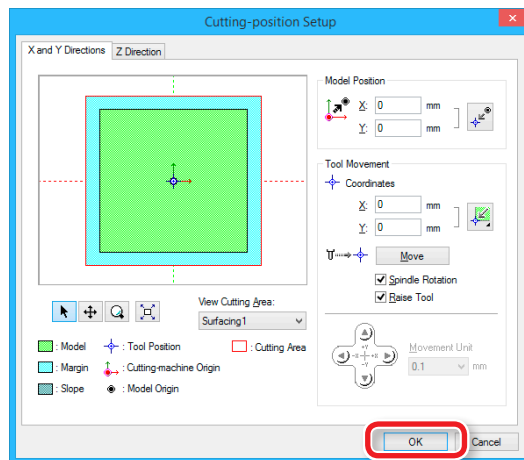 Cutting-position Setup
X and Y Directions
Z Direction
Model Position
X: 0 mm
Y: 0 mm
Tool Movement
Coordinates
X: 0 mm
Y: 0 mm
Move
Spindle Rotation
Raise Tool
View Cutting Area:
Surfacing1
: Model
: Tool Position
: Cutting Area
: Margin
: Cutting-machine Origin
: Slope
: Model Origin
+Y
-X
+X
-Y
Movement Unit
0.1 mm
OK
Cancel